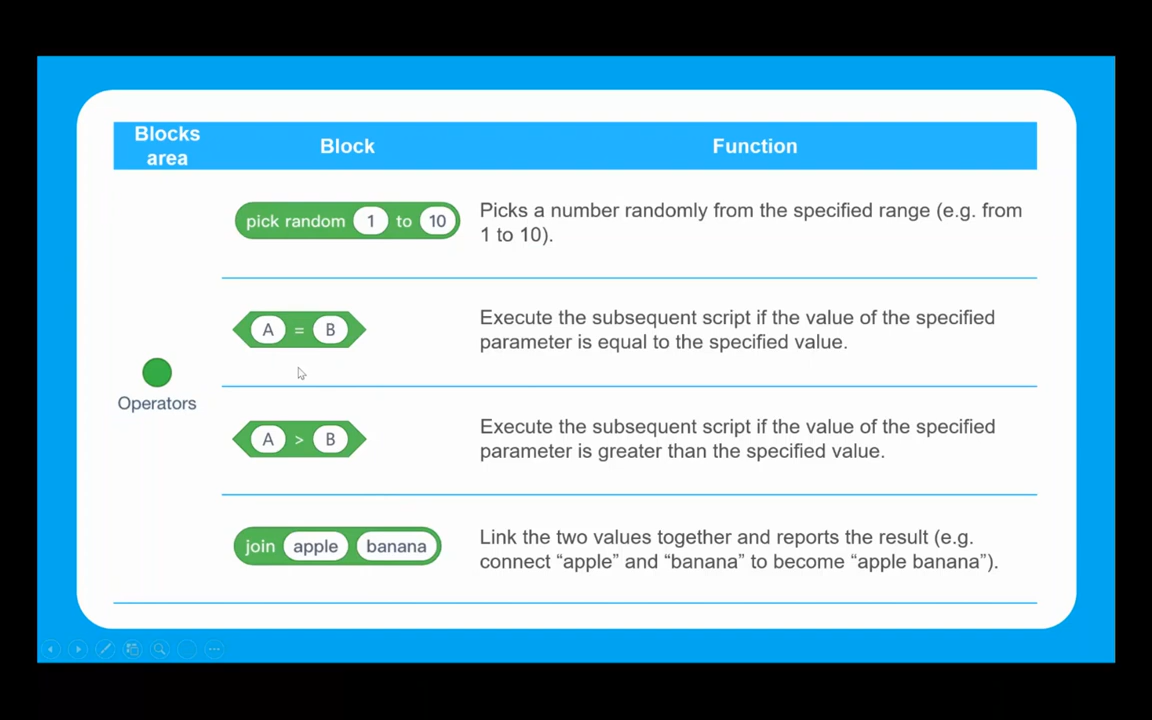 Blocks
area
Block
Function
pick random 1 to 10
Picks a number randomly from the specified range (e.g. from
1 to 10).
A = B
Execute the subsequent script if the value of the specified
parameter is equal to the specified value.
Operators
A > B
Execute the subsequent script if the value of the specified
parameter is greater than the specified value.
join apple banana
Link the two values together and reports the result (e.g.
connect “apple” and “banana” to become “apple banana”).